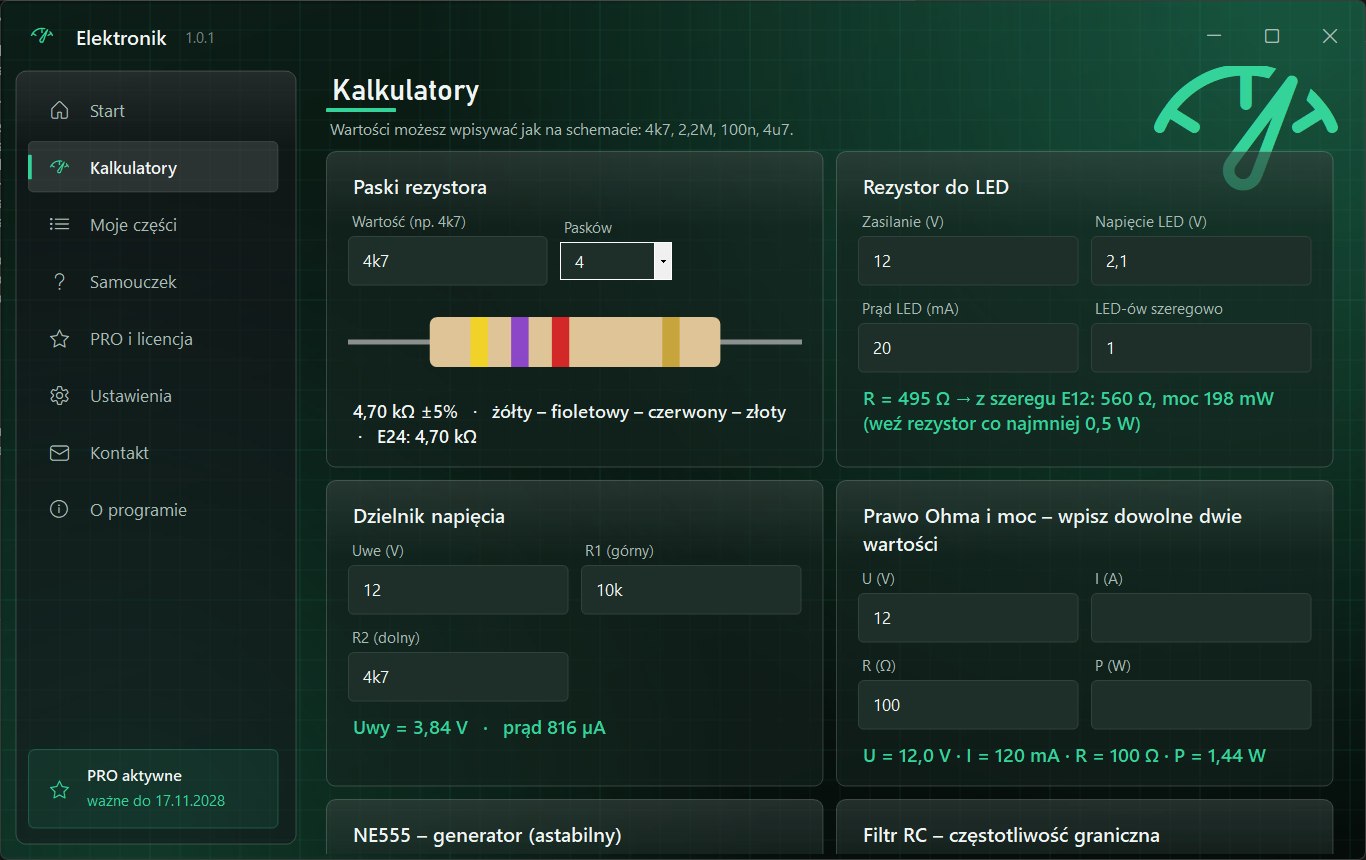 Elektronik 1.0.1
Start
Kalkulatory
Moje części
Samouczek
PRO i licencja
Ustawienia
Kontakt
O programie
PRO aktywne
ważne do 17.11.2028
Kalkulatory
Wartości możesz wpisywać jak na schemacie: 4k7, 2,2M, 100n, 4u7.
Paski rezystora
Wartość (np. 4k7) Pasków
4k7 4
4,70 kΩ ±5% · żółty – fioletowy – czerwony – złoty
· E24: 4,70 kΩ
Rezystor do LED
Zasilanie (V) Napięcie LED (V)
12 2,1
Prąd LED (mA) LED-ów szeregowo
20 1
R = 495 Ω → z szeregu E12: 560 Ω, moc 198 mW
(weź rezystor co najmniej 0,5 W)
Dzielnik napięcia
Uwe (V) R1 (górny)
12 10k
R2 (dolny)
4k7
Uwy = 3,84 V · prąd 816 µA
Prawo Ohma i moc – wpisz dowolne dwie
wartości
U (V) I (A)
12
R (Ω) P (W)
100
U = 12,0 V · I = 120 mA · R = 100 Ω · P = 1,44 W
NE555 – generator (astabilny)
Filtr RC – częstotliwość graniczna